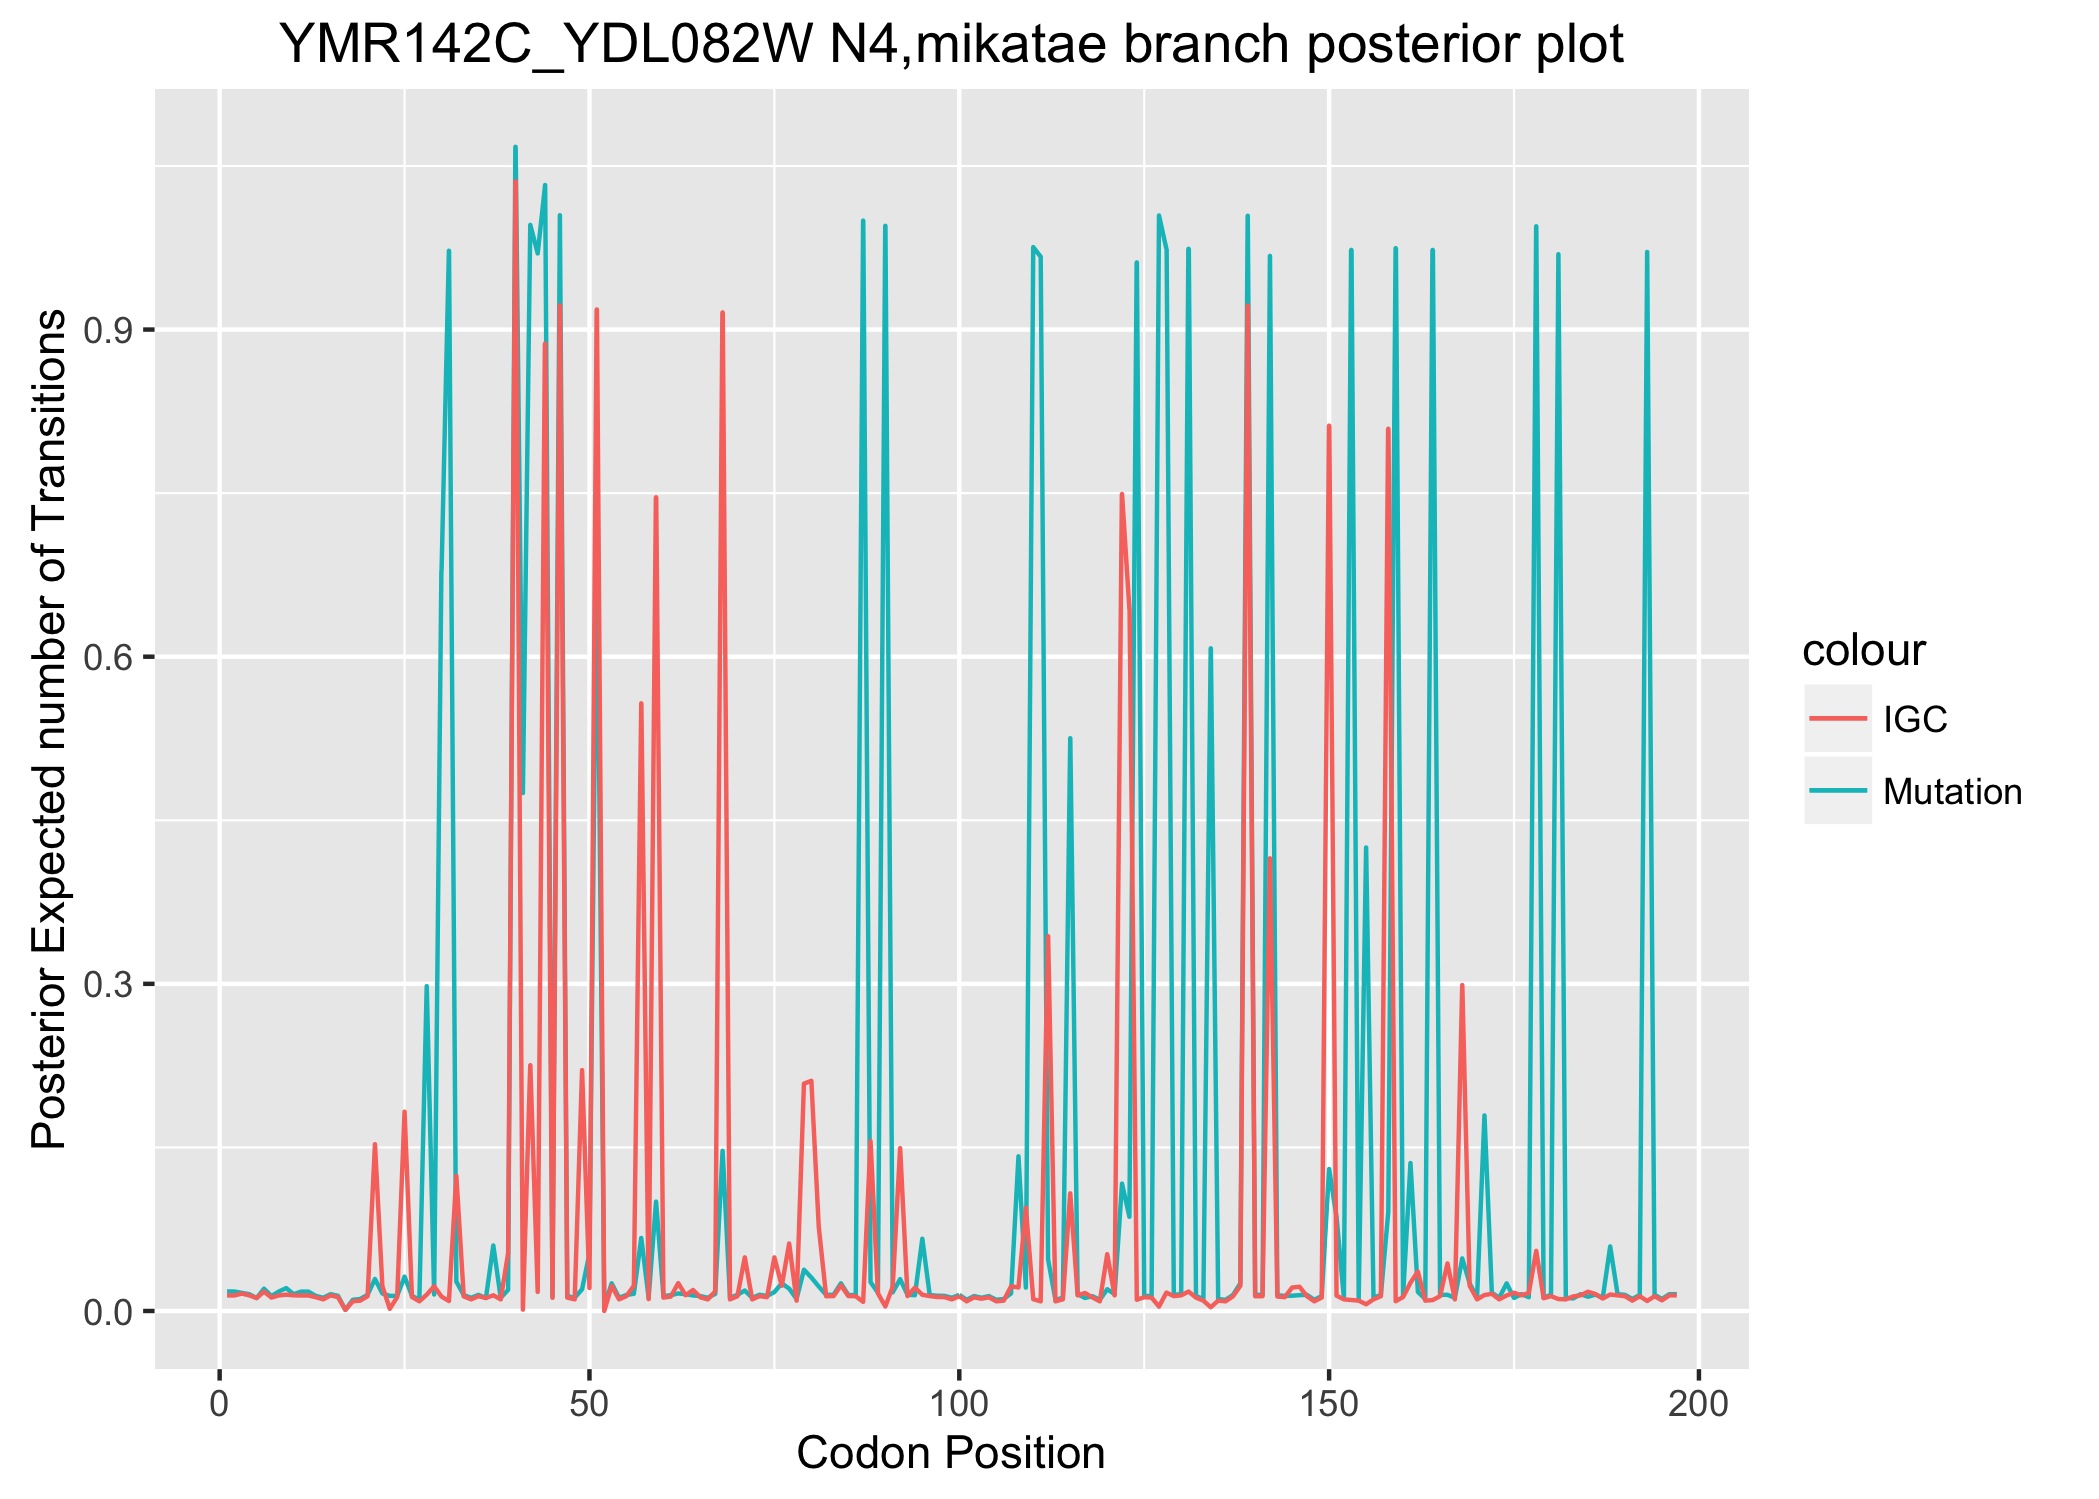 YMR142C_YDL082W N4,mikatae branch posterior plot
Posterior Expected number of Transitions
0.9
0.6
0.3
0.0
0 50 100 150 200
Codon Position
colour
IGC
Mutation